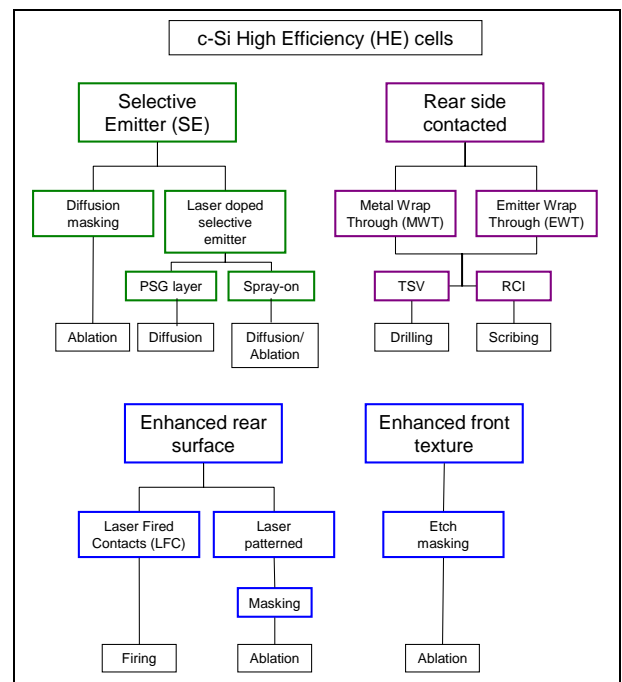 c-Si High Efficiency (HE) cells
Selective
Emitter (SE)
Rear side
contacted
Diffusion
masking
Laser doped
selective
emitter
Metal Wrap
Through (MWT)
Emitter Wrap
Through (EWT)
PSG layer
Spray-on
TSV
RCI
Ablation
Diffusion
Diffusion/
Ablation
Drilling
Scribing
Enhanced rear
surface
Enhanced front
texture
Laser Fired
Contacts (LFC)
Laser
patterned
Etch
masking
Masking
Firing
Ablation
Ablation